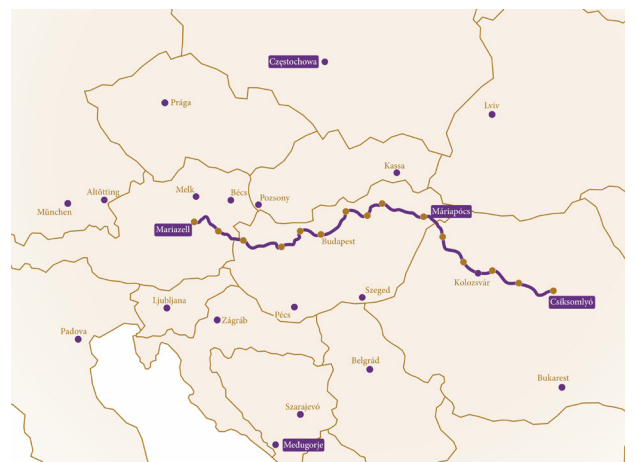 Częstochowa
Prága
Lviv
Kassa
Altötting
Melk
Bécs
Pozsony
München
Mariazell
Máriapócs
Budapest
Kolozsvár
Csíksomlyó
Szeged
Ljubljana
Pécs
Zágráb
Padova
Belgrád
Bukarest
Szarajevó
Medugorje